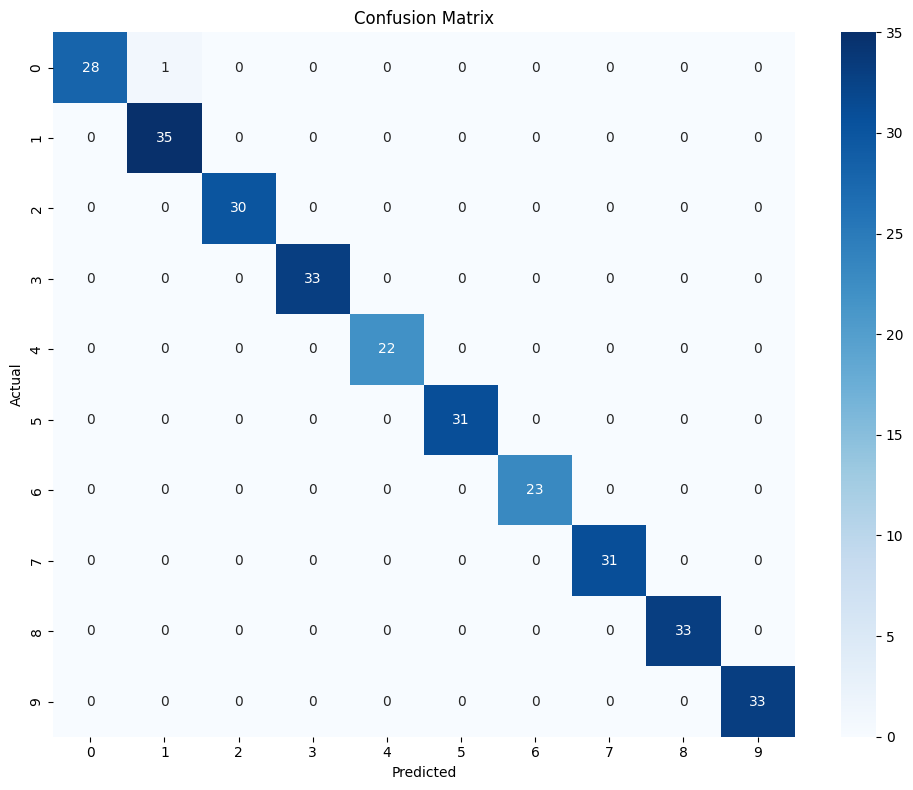 Confusion Matrix
0 28 1 0 0 0 0 0 0 0 0
1 0 35 0 0 0 0 0 0 0 0
2 0 0 30 0 0 0 0 0 0 0
3 0 0 0 33 0 0 0 0 0 0
4 0 0 0 0 22 0 0 0 0 0
5 0 0 0 0 0 31 0 0 0 0
6 0 0 0 0 0 0 23 0 0 0
7 0 0 0 0 0 0 0 31 0 0
8 0 0 0 0 0 0 0 0 33 0
9 0 0 0 0 0 0 0 0 0 33
0 1 2 3 4 5 6 7 8 9
Actual
Predicted
35
30
25
20
15
10
5
0